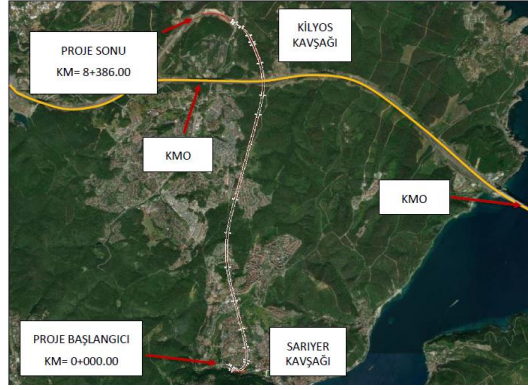 PROJE SONU
KM= 8+386.00
KİLYOS
KAVŞAĞI
KMO
KMO
PROJE BAŞLANGICI
KM= 0+000.00
SARIYER
KAVŞAĞI